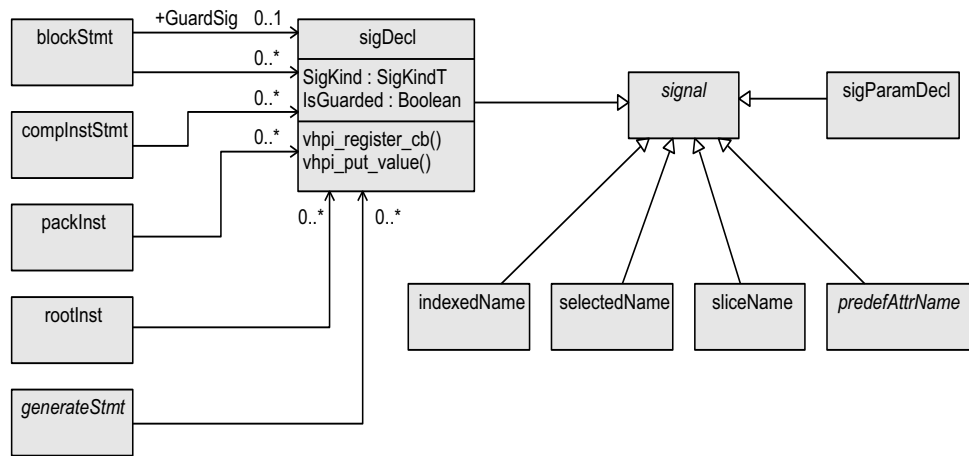 blockStmt
+GuardSig 0..1
0..*
sigDecl
SigKind : SigKindT
IsGuarded : Boolean
vhpi_register_cb()
vhpi_put_value()
signal
sigParamDecl
compInstStmt
0..*
0..*
packInst
0..* 0..*
rootInst
generateStmt
indexedName
selectedName
sliceName
predefAttrName